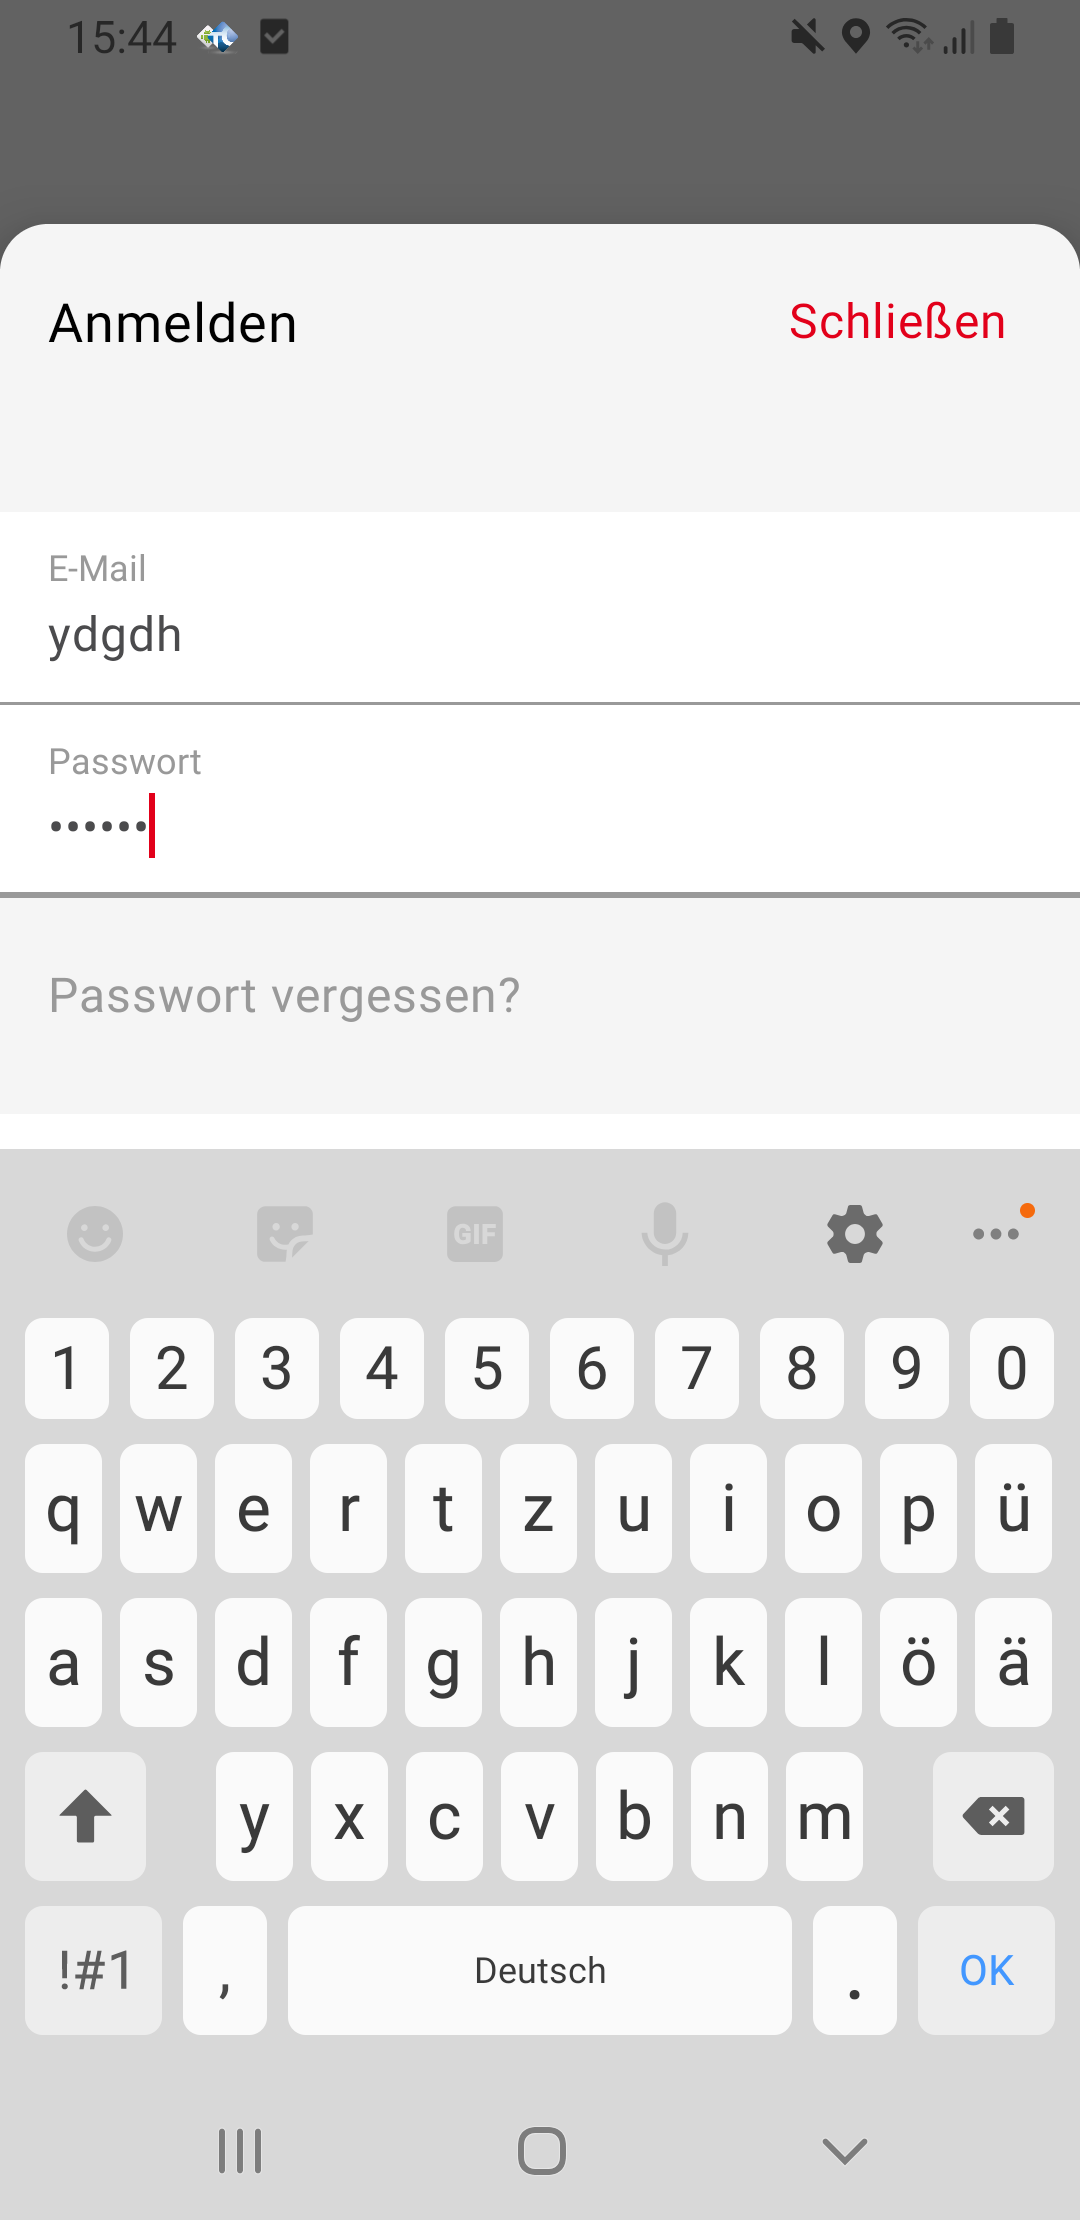 15:44
Anmelden
Schließen
E-Mail
ydgdh
Passwort
••••••
Passwort vergessen?
GIF
1 2 3 4 5 6 7 8 9 0
q w e r t z u i o p ü
a s d f g h j k l ö ä
y x c v b n m
!#1 , Deutsch . OK